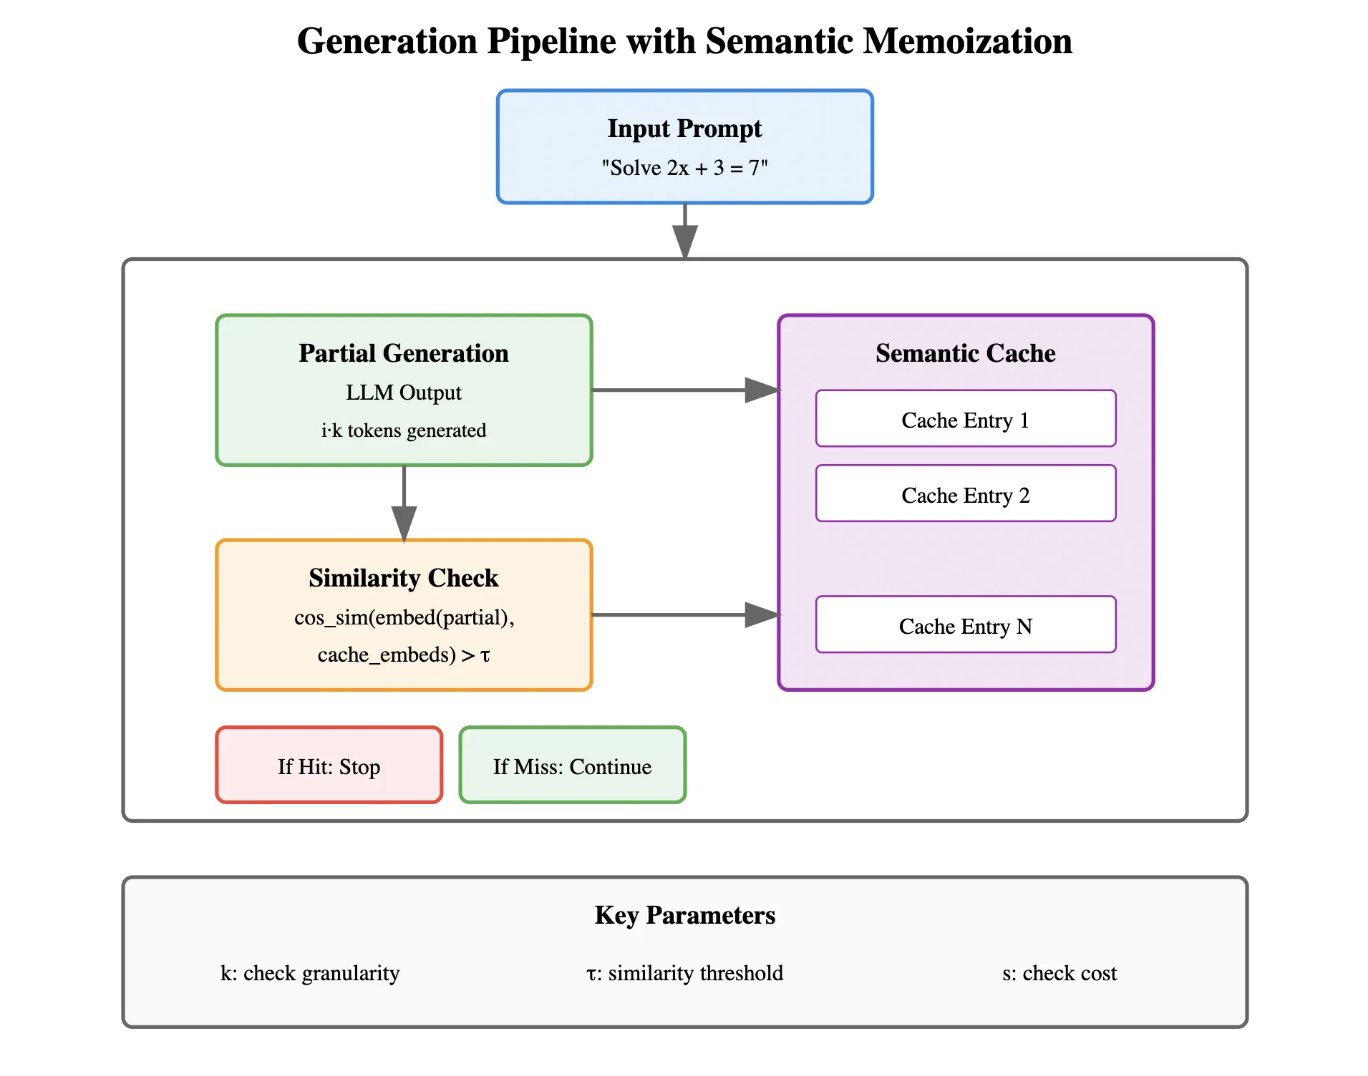 Generation Pipeline with Semantic Memoization
Input Prompt
"Solve 2x + 3 = 7"
Partial Generation
LLM Output
i·k tokens generated
Semantic Cache
Cache Entry 1
Cache Entry 2
Cache Entry N
Similarity Check
cos_sim(embed(partial),
cache_embeds) > τ
If Hit: Stop
If Miss: Continue
Key Parameters
k: check granularity
τ: similarity threshold
s: check cost